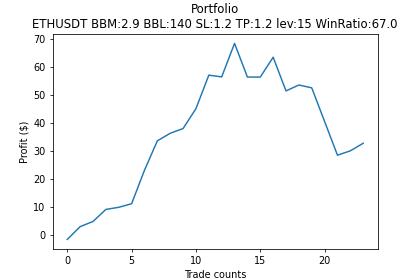 Portfolio
ETHUSDT BBM:2.9 BBL:140 SL:1.2 TP:1.2 lev:15 WinRatio:67.0
70
60
50
40
30
20
10
0
Profit ($)
0 5 10 15 20
Trade counts